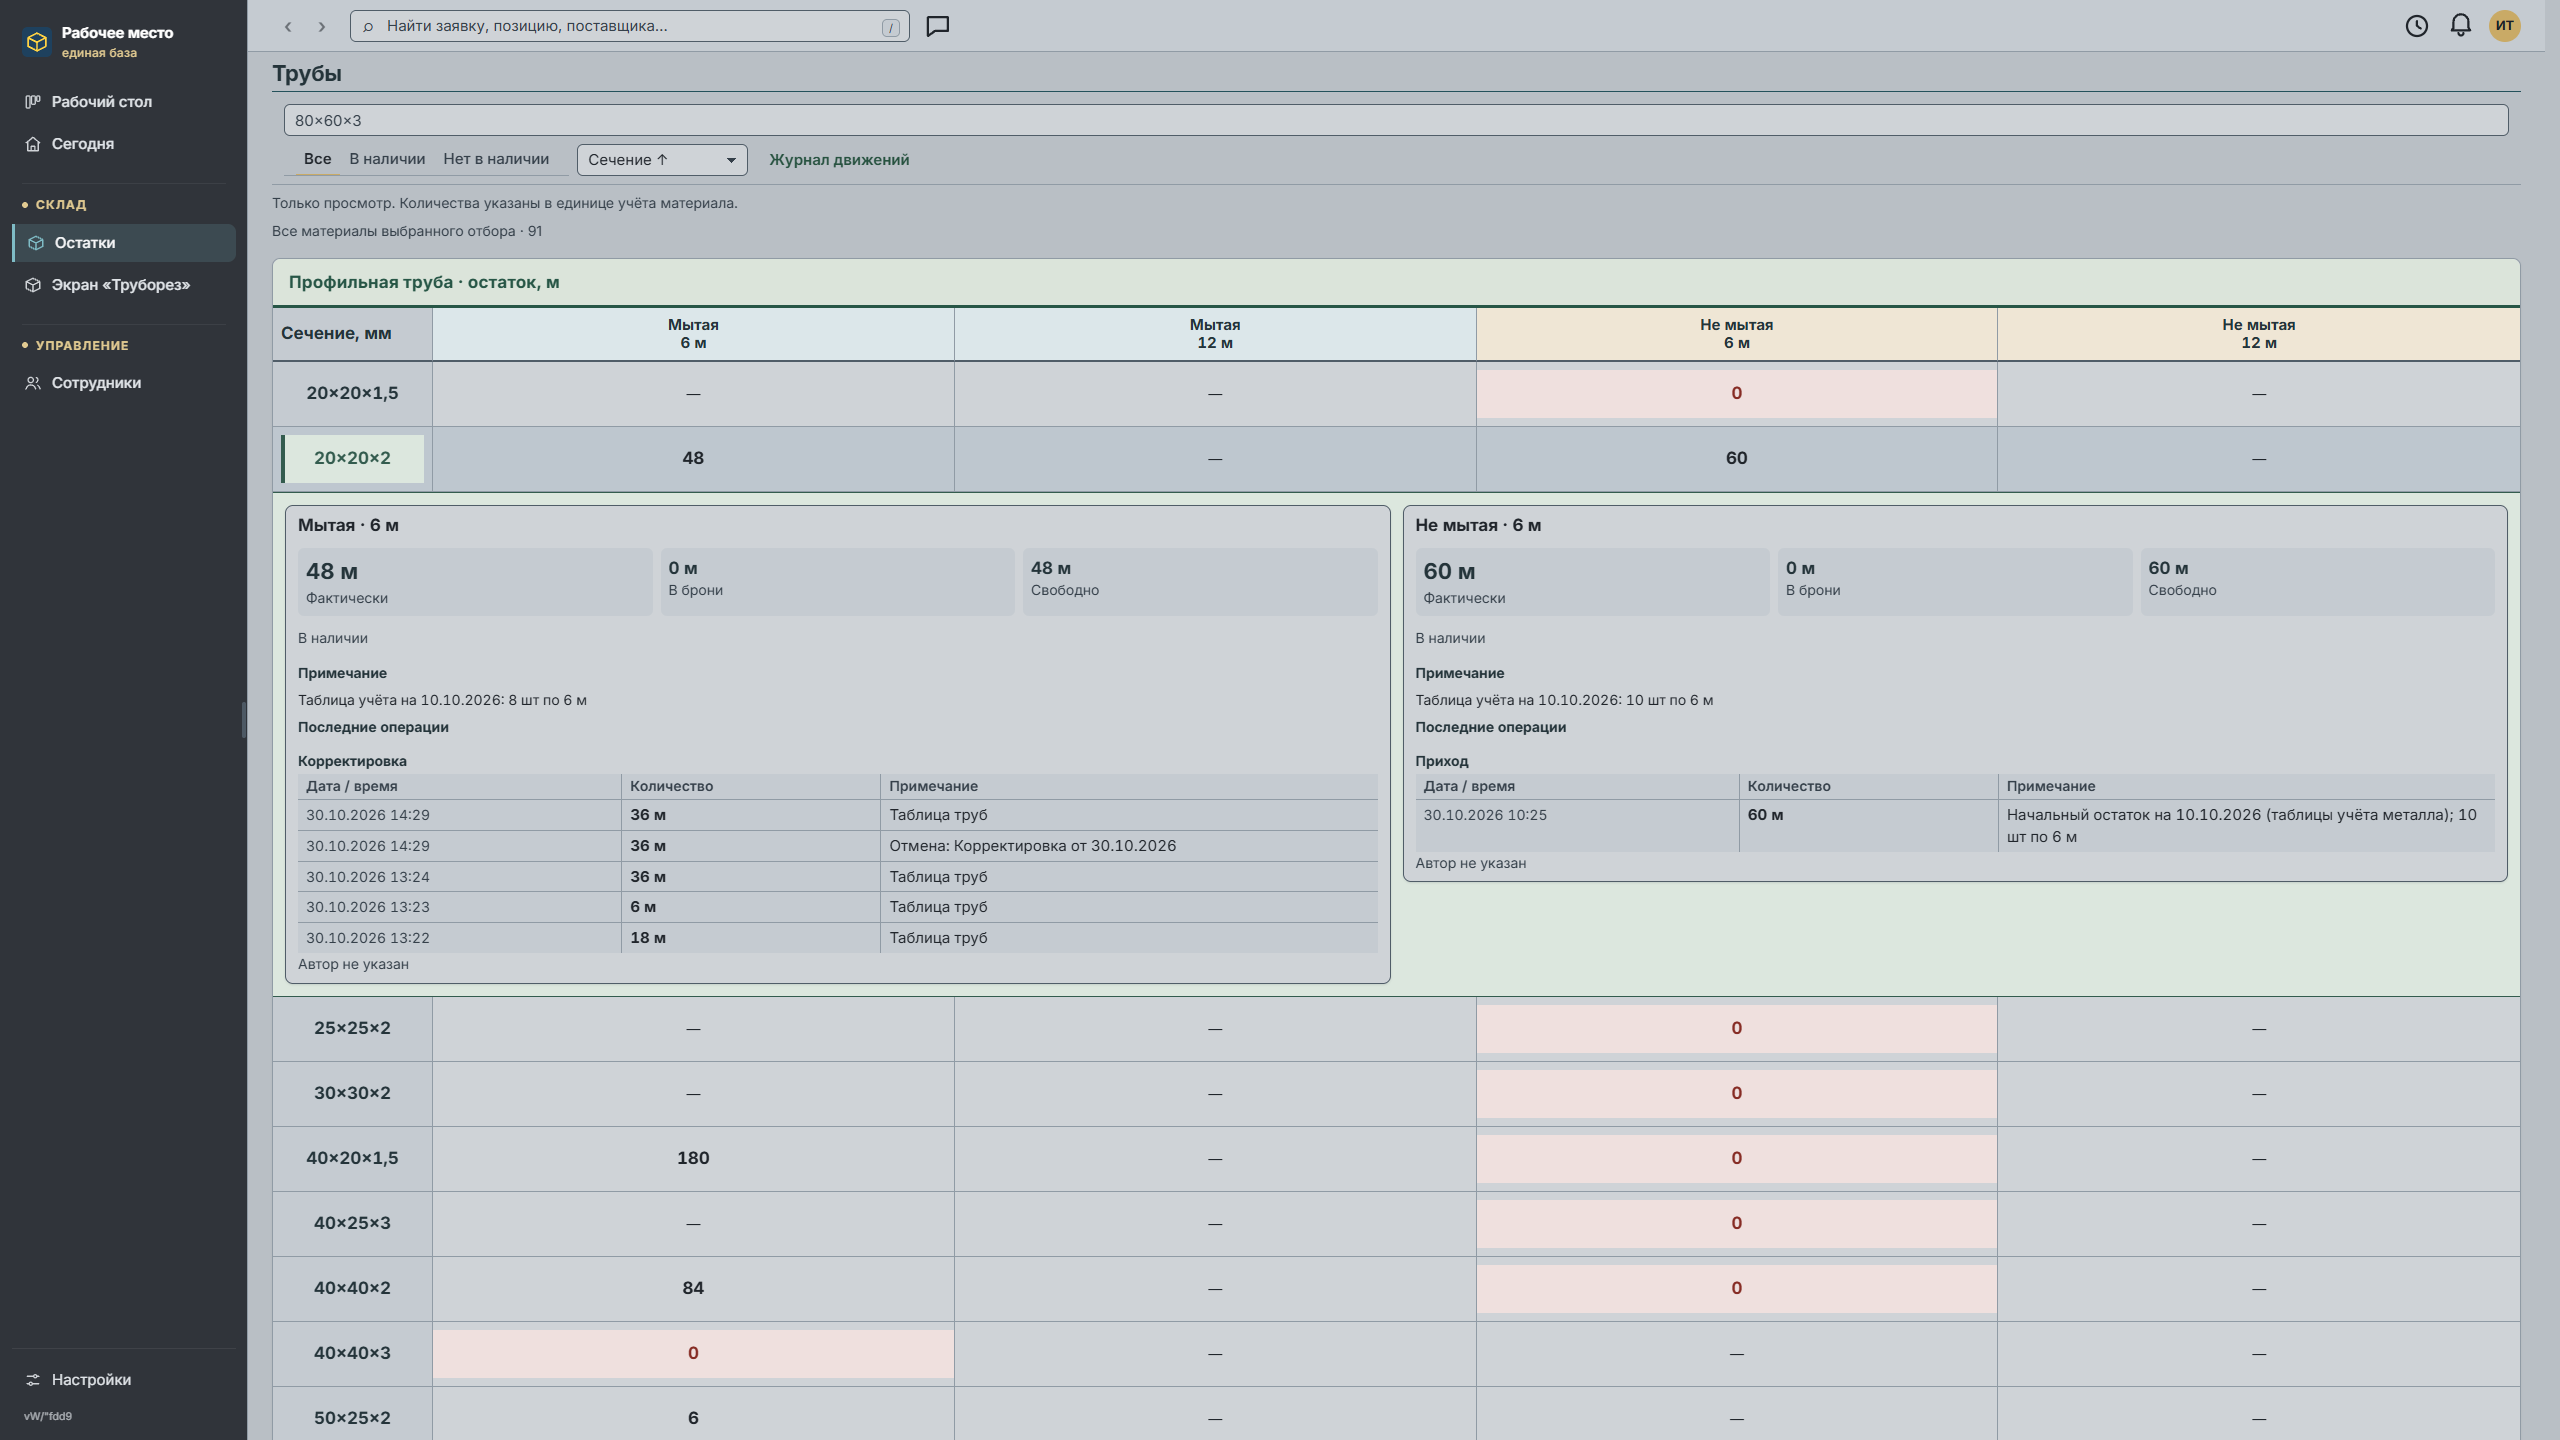 Рабочее место
единая база
Рабочий стол
Сегодня
СКЛАД
Остатки
Экран «Труборез»
УПРАВЛЕНИЕ
Сотрудники
Настройки
vW/"fdd9
Найти заявку, позицию, поставщика...
/
ИТ
Трубы
80×60×3
Все В наличии Нет в наличии Сечение ↑ Журнал движений
Только просмотр. Количества указаны в единице учёта материала.
Все материалы выбранного отбора · 91
Профильная труба · остаток, м
Сечение, мм
Мытая
6 м
Мытая
12 м
Не мытая
6 м
Не мытая
12 м
20×20×1,5 — — 0 —
20×20×2 48 — 60 —
Мытая · 6 м
48 м
Фактически
0 м
В брони
48 м
Свободно
В наличии
Примечание
Таблица учёта на 10.10.2026: 8 шт по 6 м
Последние операции
Корректировка
Дата / время Количество Примечание
30.10.2026 14:29 36 м Таблица труб
30.10.2026 14:29 36 м Отмена: Корректировка от 30.10.2026
30.10.2026 13:24 36 м Таблица труб
30.10.2026 13:23 6 м Таблица труб
30.10.2026 13:22 18 м Таблица труб
Автор не указан
Не мытая · 6 м
60 м
Фактически
0 м
В брони
60 м
Свободно
В наличии
Примечание
Таблица учёта на 10.10.2026: 10 шт по 6 м
Последние операции
Приход
Дата / время Количество Примечание
30.10.2026 10:25 60 м Начальный остаток на 10.10.2026 (таблицы учёта металла); 10
шт по 6 м
Автор не указан
25×25×2 — — 0 —
30×30×2 — — 0 —
40×20×1,5 180 — 0 —
40×25×3 — — 0 —
40×40×2 84 — 0 —
40×40×3 0 — — —
50×25×2 6 — — —